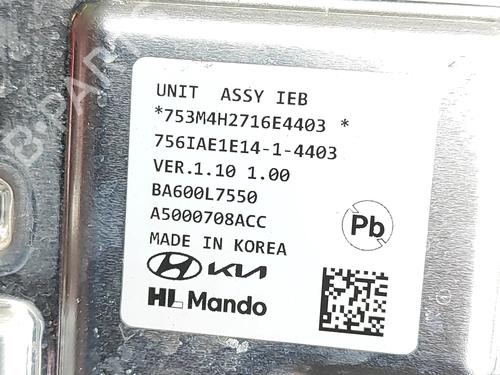 UNIT ASSY IEB
*753M4H2716E4403 *
756IAE1E14-1-4403
VER.1.10 1.00
BA600L7550
A5000708ACC
Pb
MADE IN KOREA
KIA
HL Mando